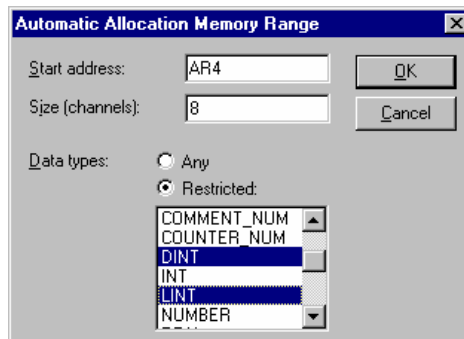 Automatic Allocation Memory Range
Start address: AR4 OK
Size (channels): 8 Cancel
Data types: Any
Restricted:
COMMENT_NUM
COUNTER_NUM
DINT
INT
LINT
NUMBER